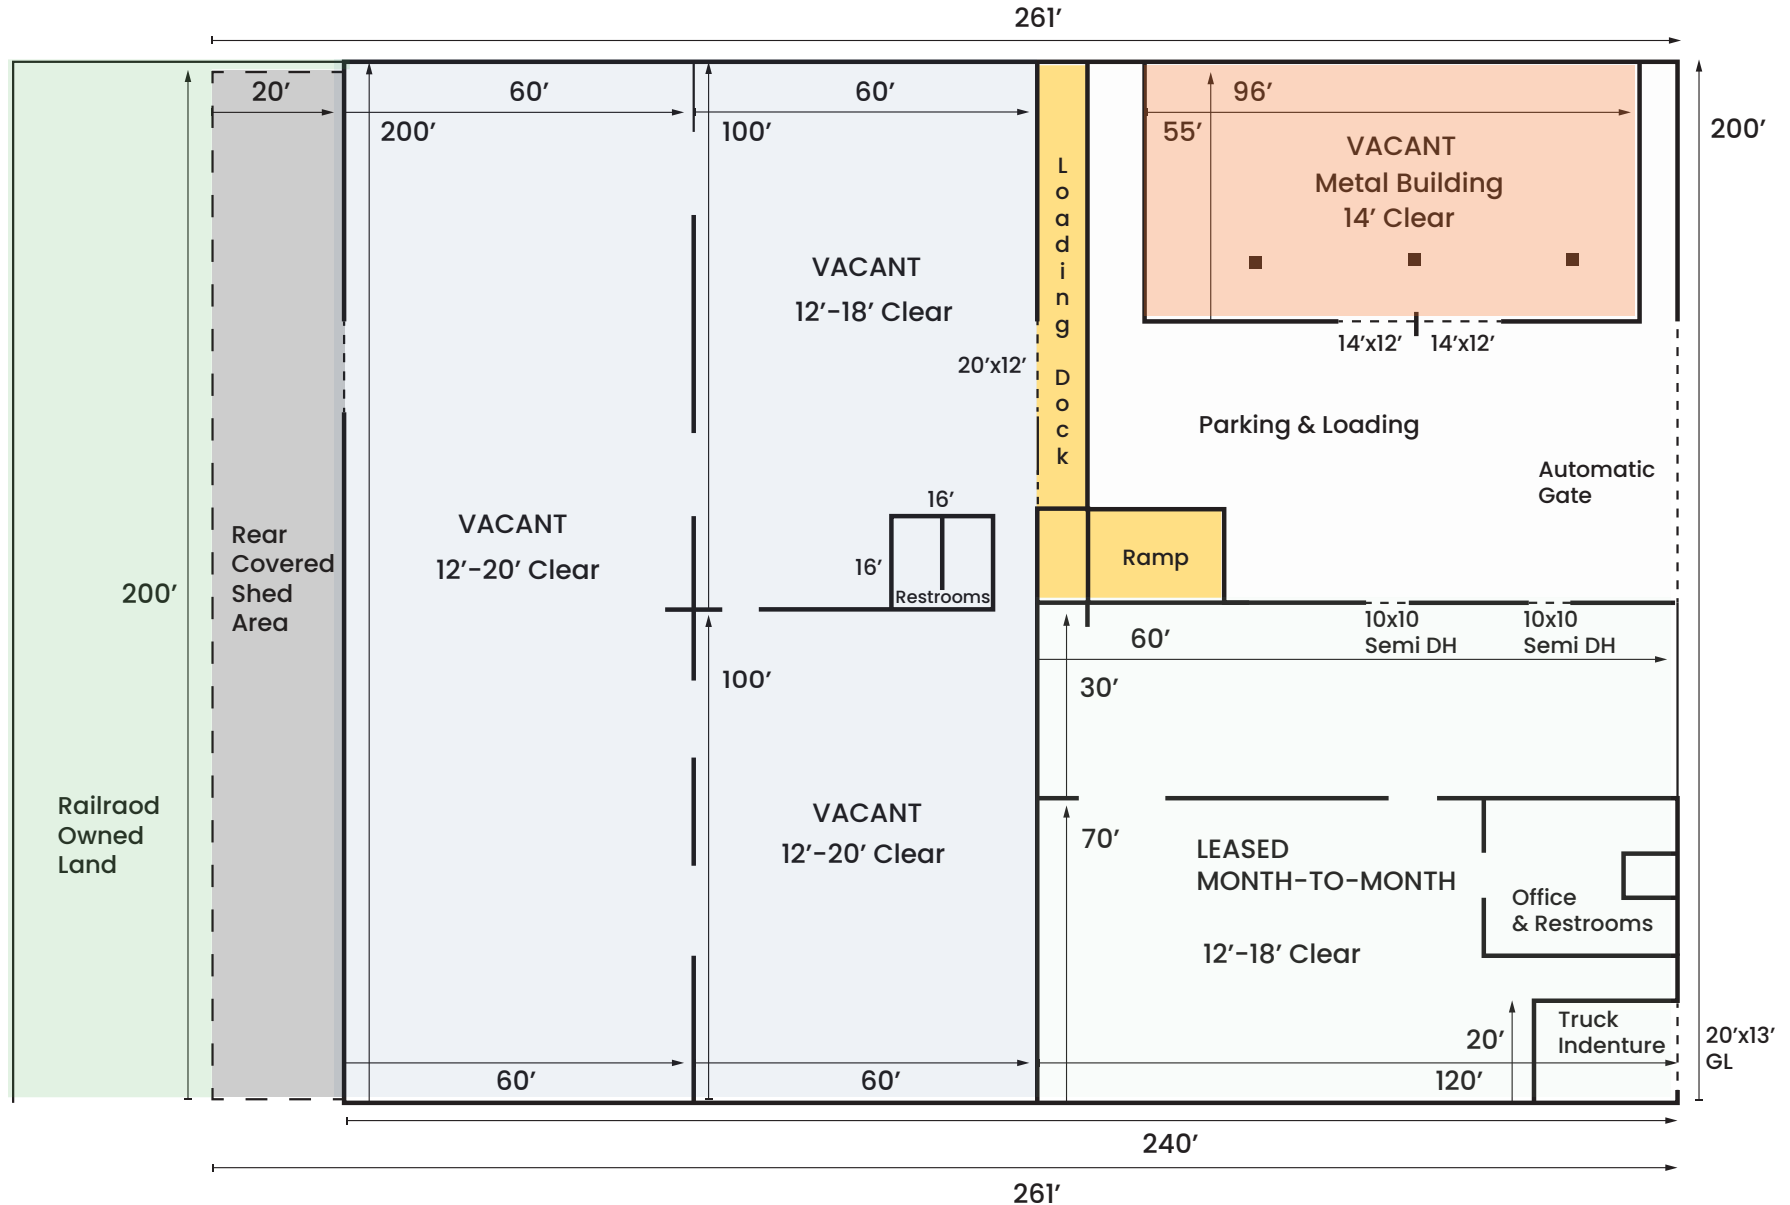 261’
20’
60’
60’
96’
200’
100’
55’
200’
VACANT
Metal Building
14’ Clear
Loading Dock
VACANT
12’-18’ Clear
14’x12’
14’x12’
20’x12’
Parking & Loading
Automatic
Gate
16’
VACANT
12’-20’ Clear
Rear
Covered
Shed
Area
16’
Restrooms
Ramp
200’
10x10
Semi DH
10x10
Semi DH
60’
100’
30’
Railraod
Owned
Land
VACANT
12’-20’ Clear
70’
LEASED
MONTH-TO-MONTH
12’-18’ Clear
Office
& Restrooms
Truck
Indenture
20’
20’x13’
GL
60’
60’
120’
240’
261’